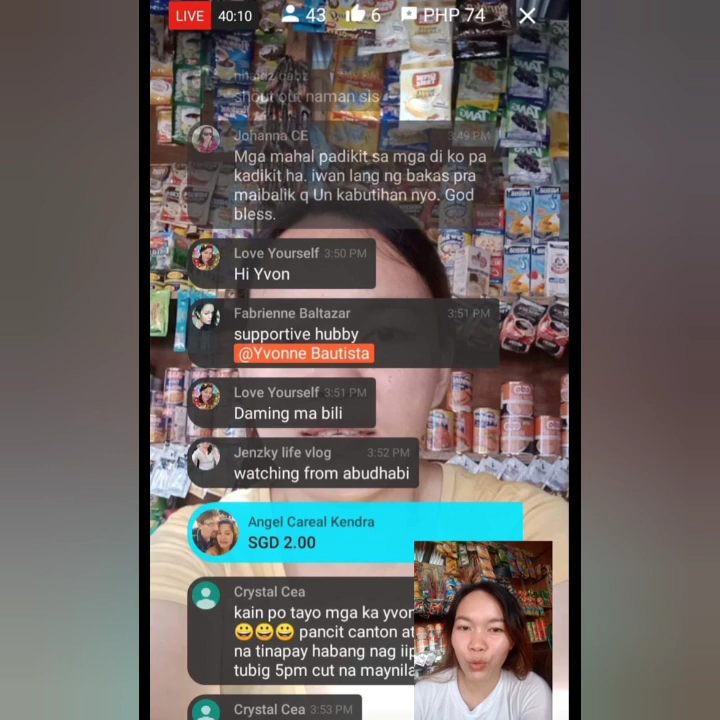 LIVE 40:10 43 6 PHP 74
shout out naman sis
Johanna CE 3:49 PM
Mga mahal padikit sa mga di ko pa
kadikit ha. iwan lang ng bakas pra
maibalik q Un kabutihan nyo. God
bless.
Love Yourself 3:50 PM
Hi Yvon
Fabrienne Baltazar 3:51 PM
supportive hubby
@Yvonne Bautista
Love Yourself 3:51 PM
Daming ma bili
Jenzky life vlog 3:52 PM
watching from abudhabi
Angel Careal Kendra
SGD 2.00
Crystal Cea
kain po tayo mga ka yvon
😀😀😀 pancit canton at
na tinapay habang nag iip
tubig 5pm cut na maynila
Crystal Cea 3:53 PM